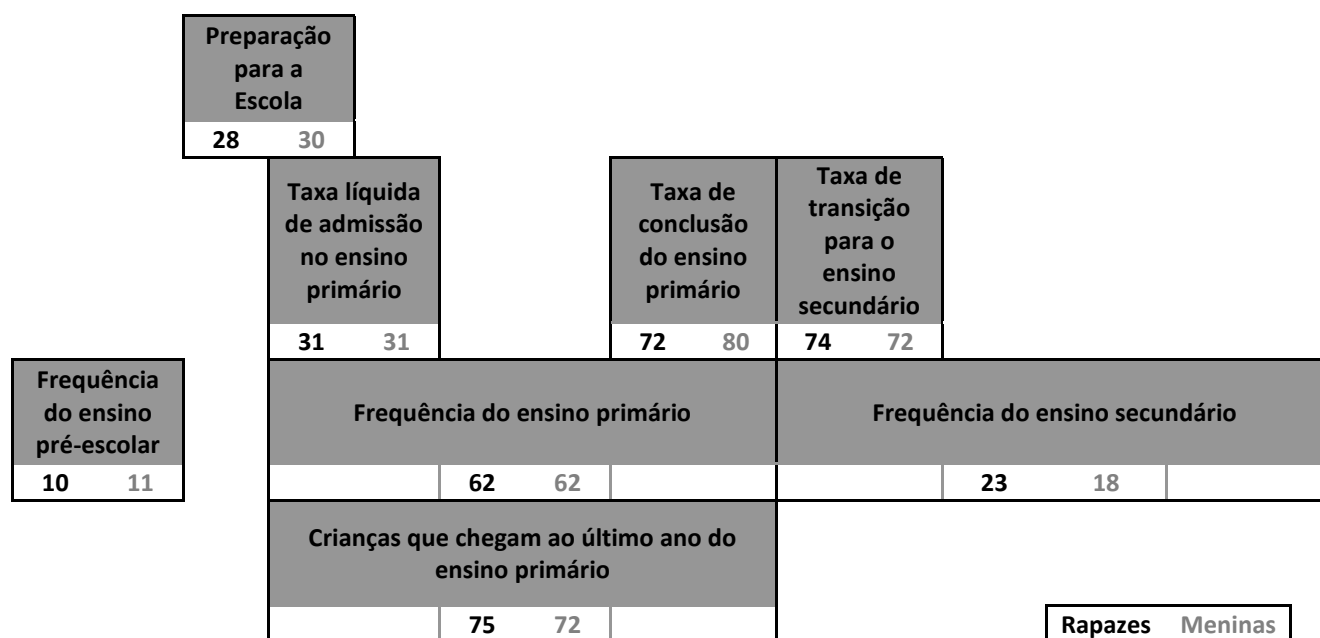 Preparação
para a
Escola
28 30
Taxa líquida
de admissão
no ensino
primário
31 31
Taxa de
conclusão
do ensino
primário
72 80
Taxa de
transição
para o
ensino
secundário
74 72
Frequência
do ensino
pré-escolar
10 11
Frequência do ensino primário
62 62
Frequência do ensino secundário
23 18
Crianças que chegam ao último ano do
ensino primário
75 72
Rapazes Meninas